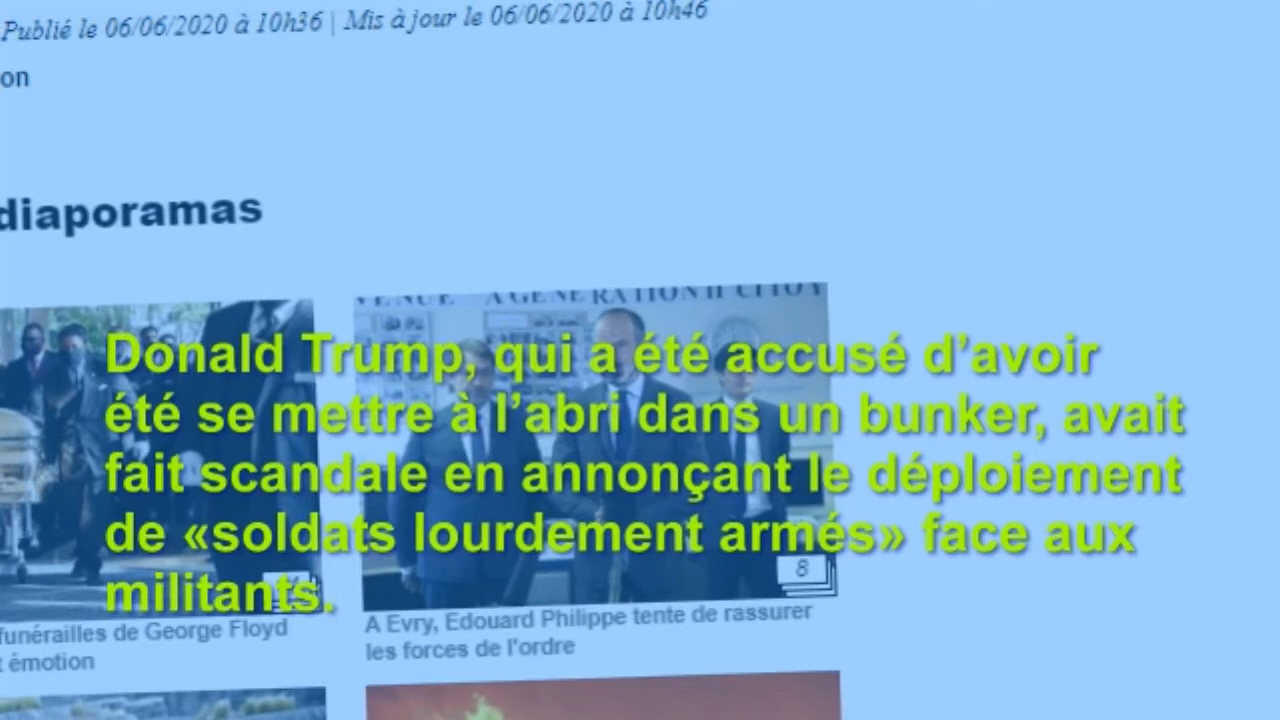 Publié le 06/06/2020 à 10h36 | Mis à jour le 06/06/2020 à 10h46
on
diaporamas
Donald Trump, qui a été accusé d’avoir
été se mettre à l’abri dans un bunker, avait
fait scandale en annonçant le déploiement
de «soldats lourdement armés» face aux
militants.
8
funérailles de George Floyd
émotion
A Evry, Edouard Philippe tente de rassurer
les forces de l'ordre